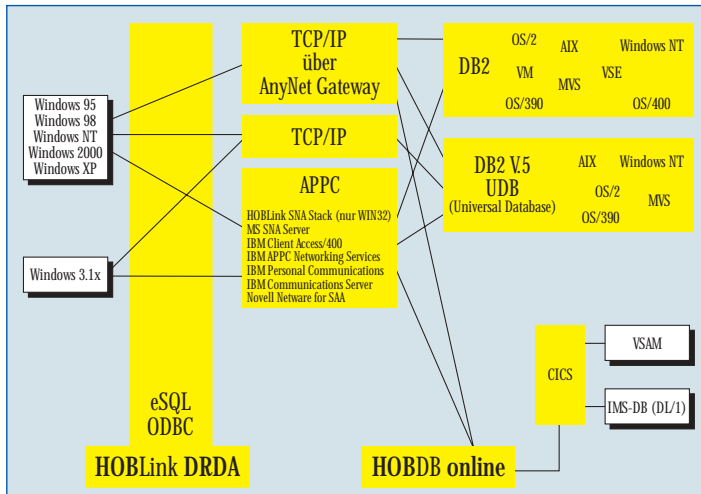 Windows 95
Windows 98
Windows NT
Windows 2000
Windows XP
Windows 3.1x
eSQL
ODBC
HOBLink DRDA
TCP/IP
über
AnyNet Gateway
TCP/IP
APPC
HOBLink SNA Stack (nur WIN32)
MS SNA Server
IBM Client Access/400
IBM APPC Networking Services
IBM Personal Communications
IBM Communications Server
Novell Netware for SAA
DB2
OS/2
AIX
Windows NT
VM
MVS
VSE
OS/390
OS/400
DB2 V.5
UDB
(Universal Database)
AIX
Windows NT
OS/2
MVS
OS/390
HOBDB online
CICS
VSAM
IMS-DB (DL/1)